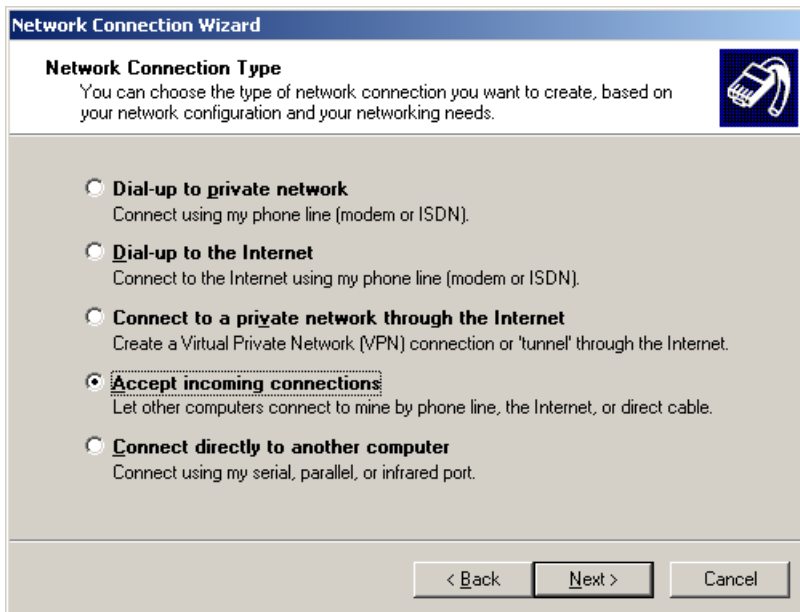 Network Connection Wizard
Network Connection Type
You can choose the type of network connection you want to create, based on
your network configuration and your networking needs.
Dial-up to private network
Connect using my phone line (modem or ISDN).
Dial-up to the Internet
Connect to the Internet using my phone line (modem or ISDN).
Connect to a private network through the Internet
Create a Virtual Private Network (VPN) connection or 'tunnel' through the Internet.
Accept incoming connections
Let other computers connect to mine by phone line, the Internet, or direct cable.
Connect directly to another computer
Connect using my serial, parallel, or infrared port.
< Back Next > Cancel